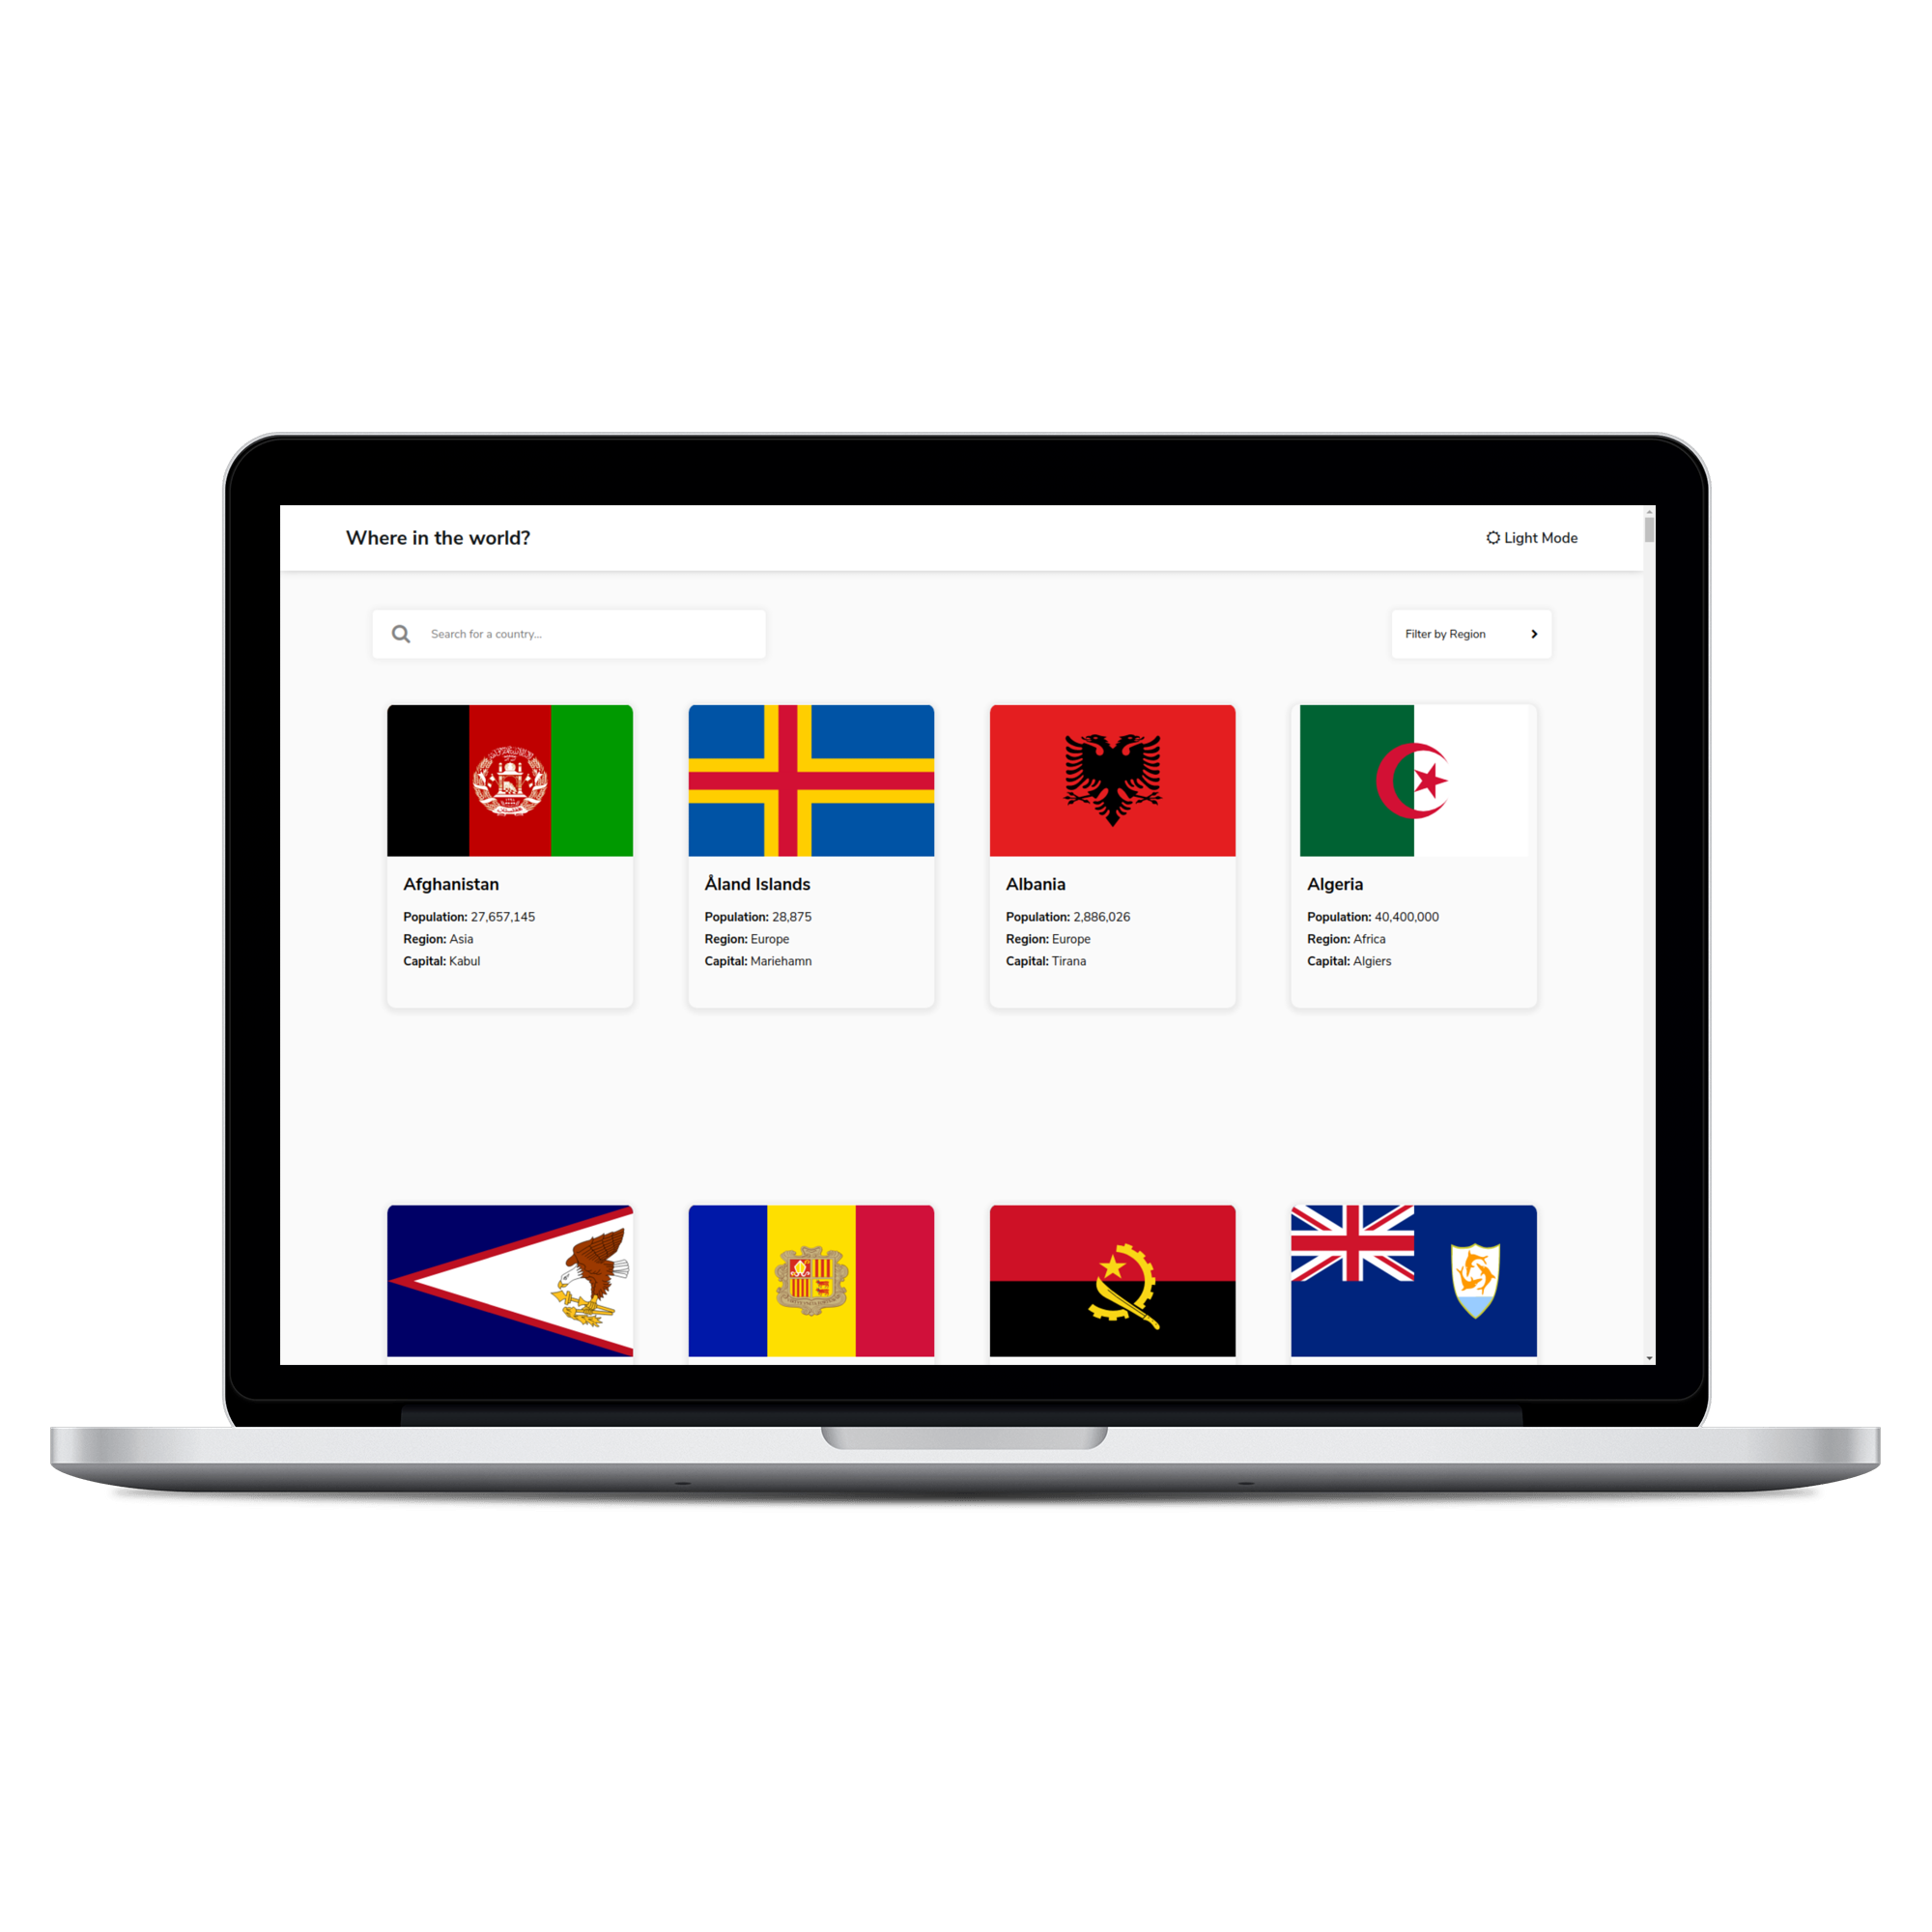 Where in the world?
Light Mode
Search for a country...
Filter by Region
Afghanistan
Population: 27,657,145
Region: Asia
Capital: Kabul
Åland Islands
Population: 28,875
Region: Europe
Capital: Mariehamn
Albania
Population: 2,886,026
Region: Europe
Capital: Tirana
Algeria
Population: 40,400,000
Region: Africa
Capital: Algiers